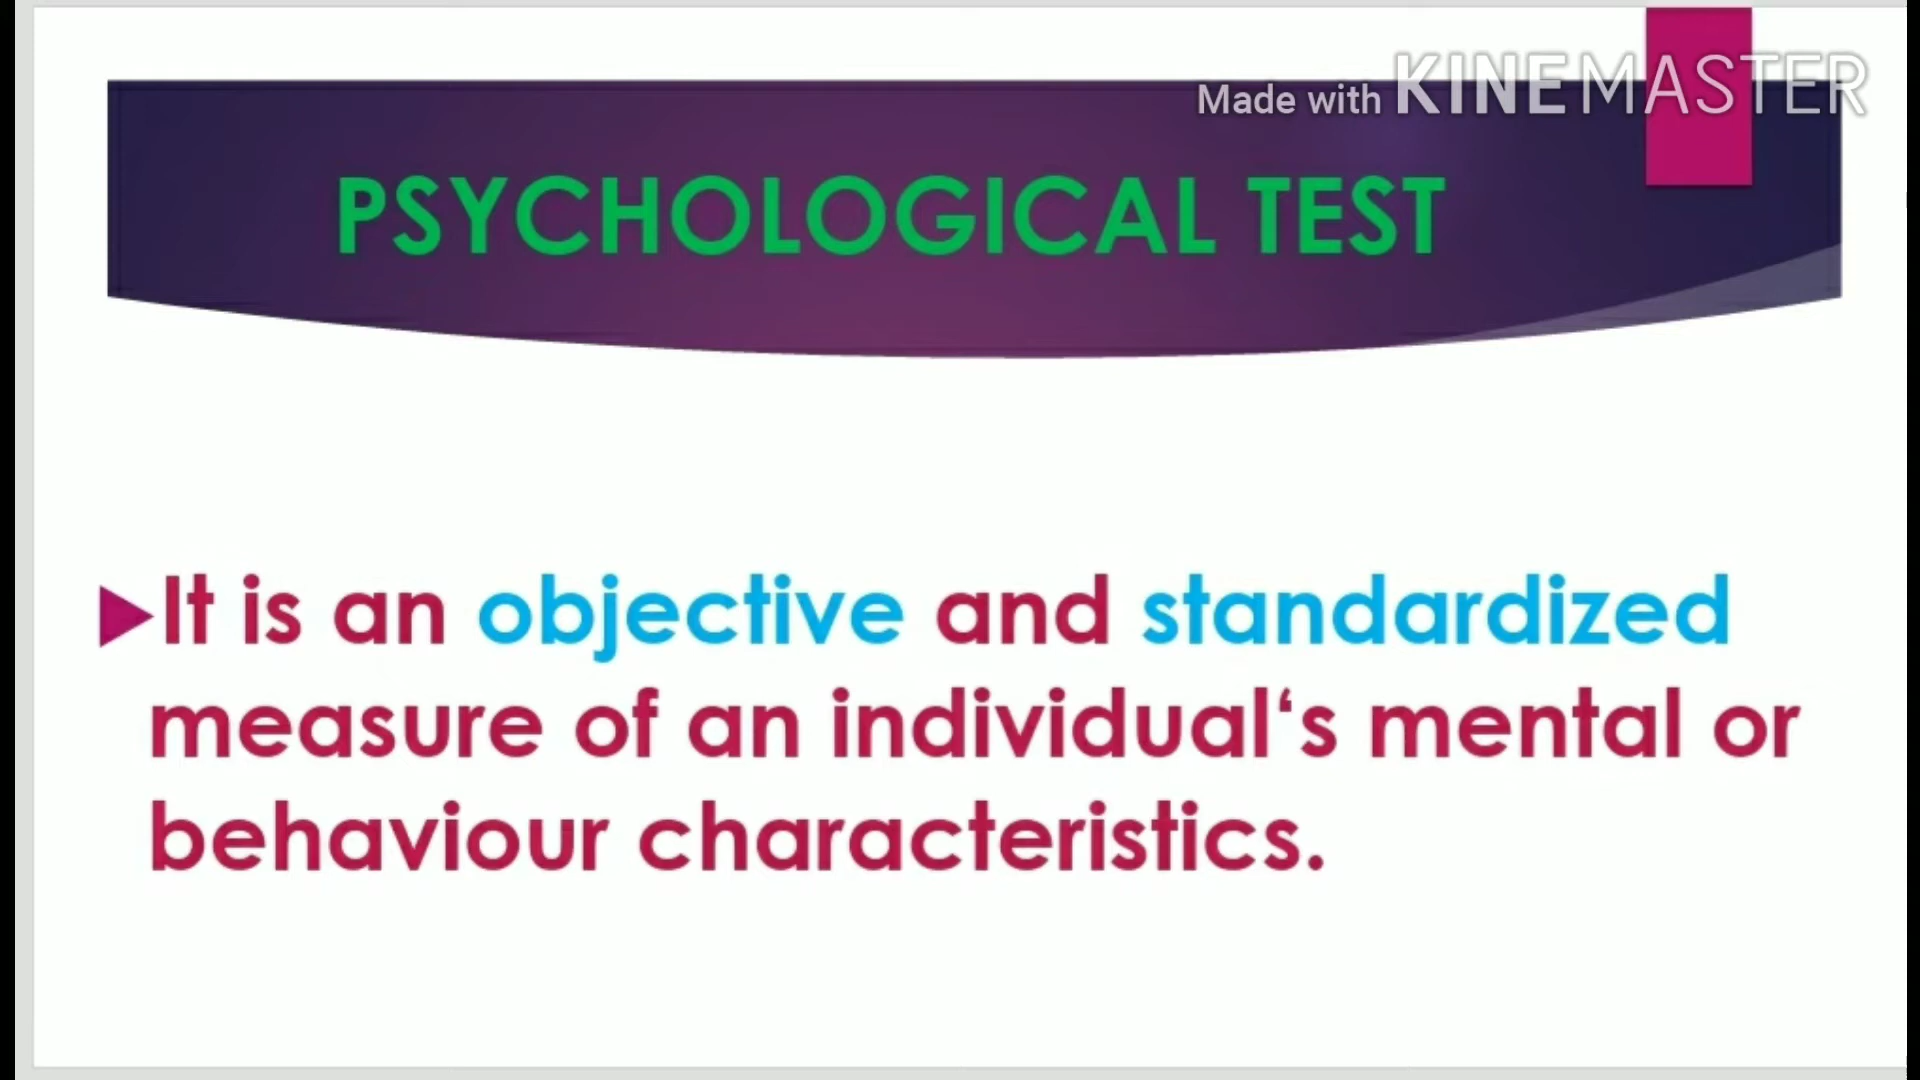 Made with KINEMASTER
PSYCHOLOGICAL TEST
It is an objective and standardized
measure of an individual‘s mental or
behaviour characteristics.